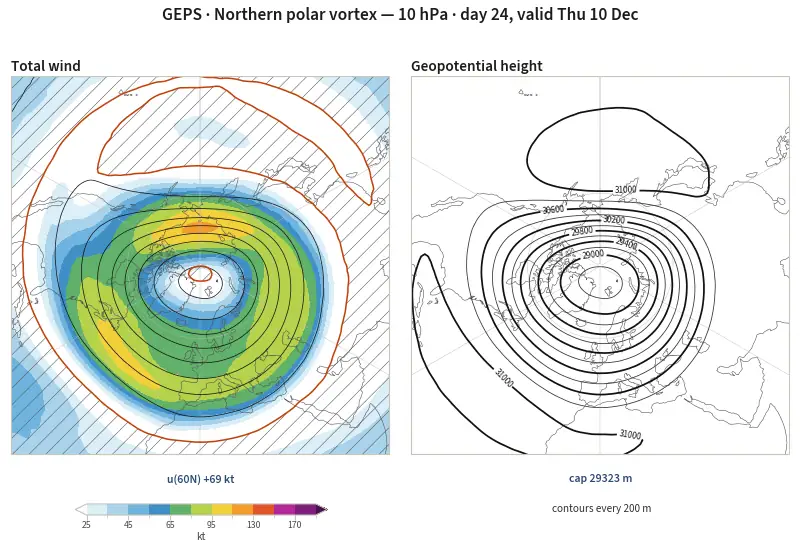 GEPS · Northern polar vortex — 10 hPa · day 24, valid Thu 10 Dec
Total wind
Geopotential height
31000
30600
30200
29800
29400
29000
31000
31000
u(60N) +69 kt
cap 29323 m
contours every 200 m
25 45 65 95 130 170
kt